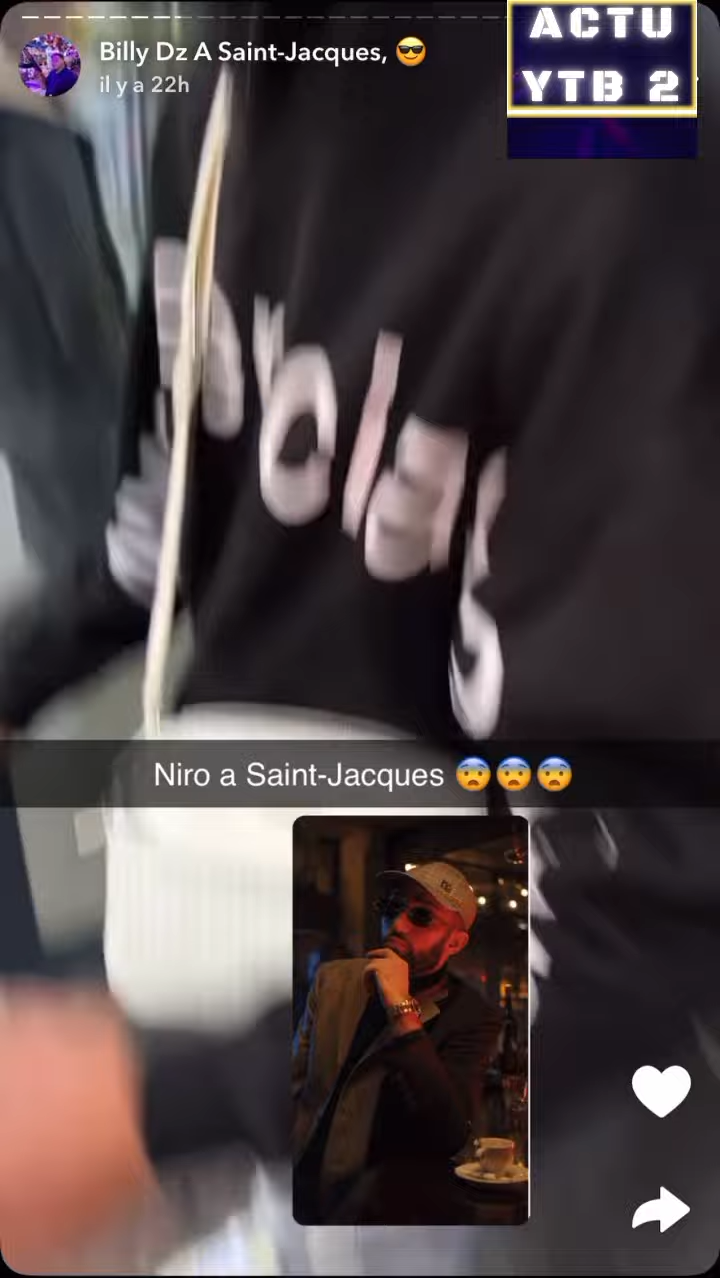 Billy Dz A Saint-Jacques, 😎
il y a 22h
ACTU
YTB 2
Niro a Saint-Jacques 😨😨😨